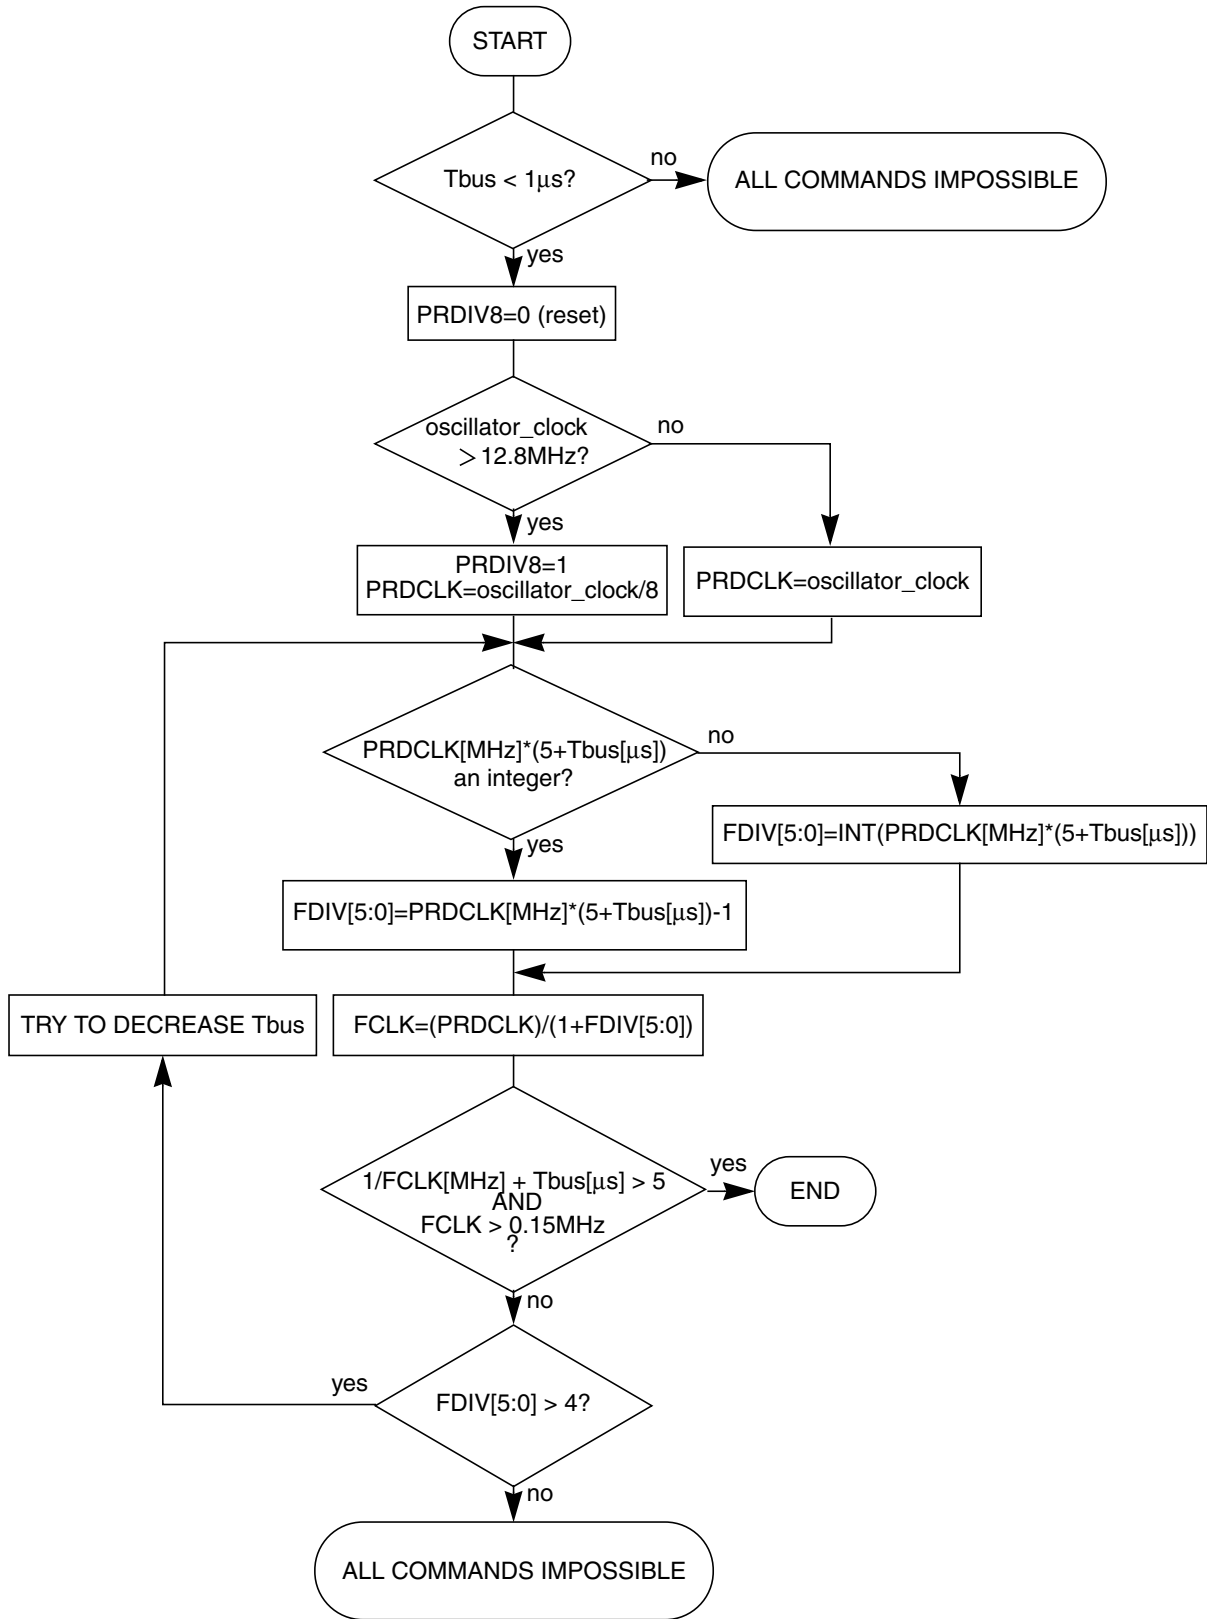 START
Tbus < 1μs?
no
ALL COMMANDS IMPOSSIBLE
yes
PRDIV8=0 (reset)
oscillator_clock
> 12.8MHz?
no
yes
PRDIV8=1
PRDCLK=oscillator_clock/8
PRDCLK=oscillator_clock
PRDCLK[MHz]*(5+Tbus[μs])
an integer?
no
yes
FDIV[5:0]=INT(PRDCLK[MHz]*(5+Tbus[μs]))
FDIV[5:0]=PRDCLK[MHz]*(5+Tbus[μs])-1
TRY TO DECREASE Tbus
FCLK=(PRDCLK)/(1+FDIV[5:0])
1/FCLK[MHz] + Tbus[μs] > 5
AND
FCLK > 0.15MHz
?
yes
END
no
yes
FDIV[5:0] > 4?
no
ALL COMMANDS IMPOSSIBLE